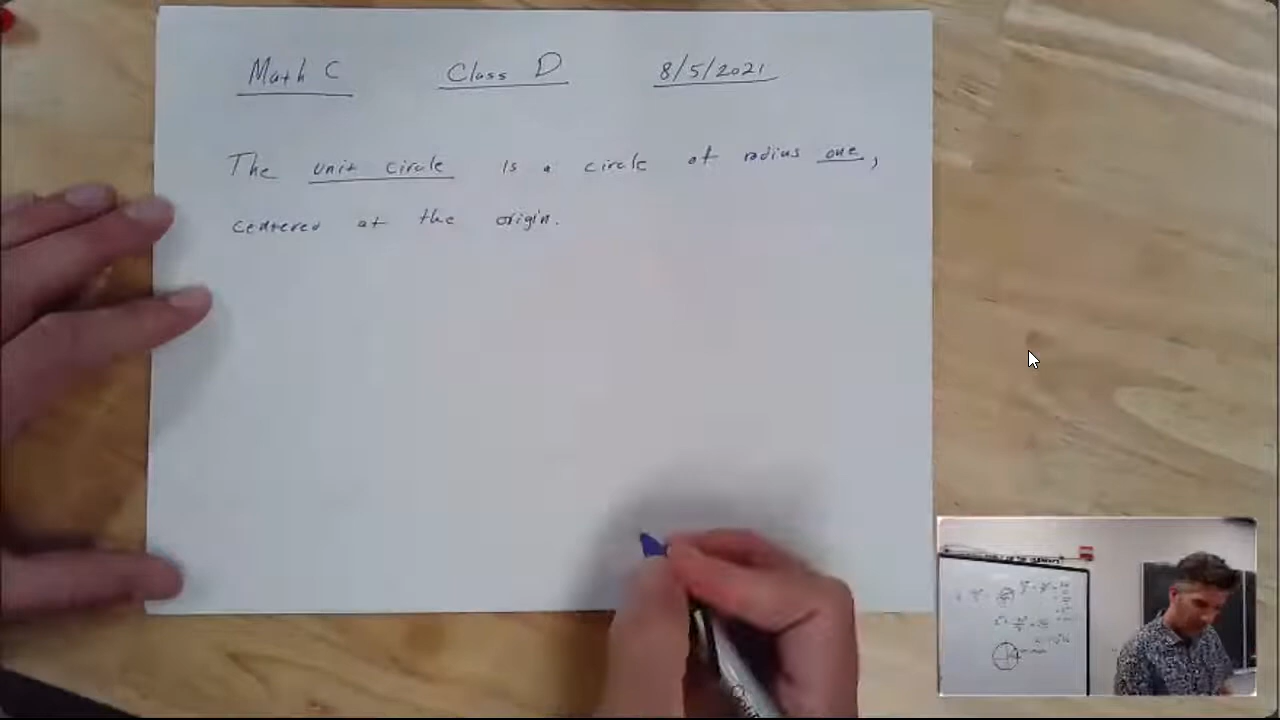 Math C Class D 8/5/2021
The unit circle is a circle of radius one,
centered at the origin.